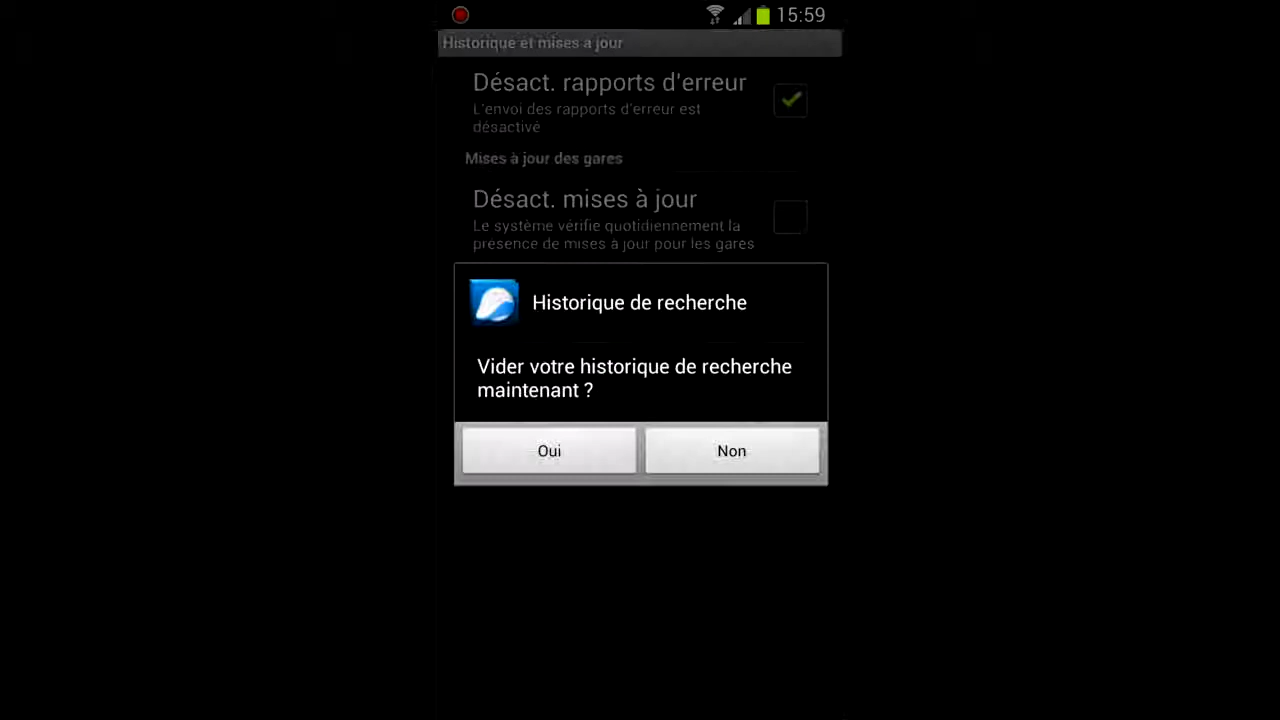 15:59
Historique et mises a jour
Désact. rapports d'erreur
L'envoi des rapports d'erreur est
désactivé
Mises à jour des gares
Désact. mises à jour
Le système vérifie quotidiennement la
présence de mises à jour pour les gares
Historique de recherche
Vider votre historique de recherche
maintenant ?
Oui
Non